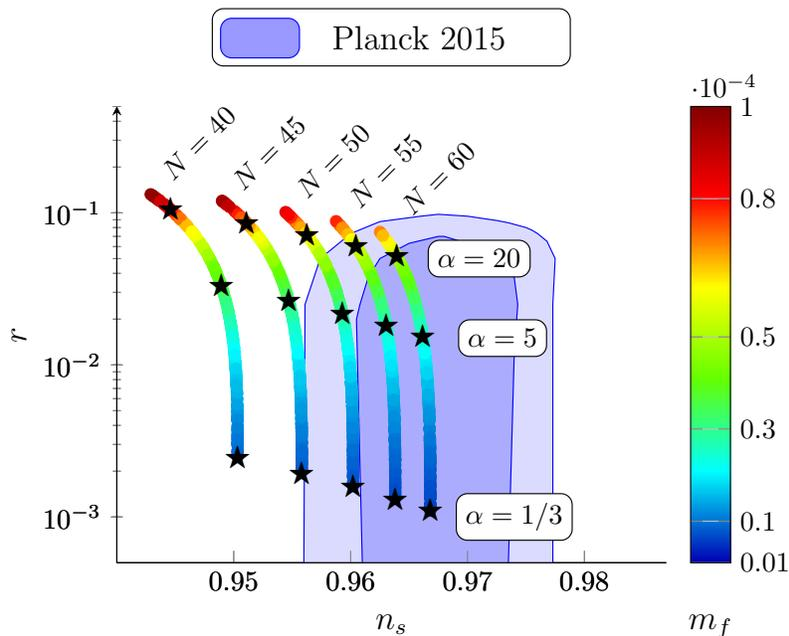 Planck 2015
·10⁻⁴
N = 40
N = 45
N = 50
N = 55
N = 60
10⁻¹
10⁻²
10⁻³
r
α = 20
α = 5
α = 1/3
0.95
0.96
0.97
0.98
n_s
1
0.8
0.5
0.3
0.1
0.01
m_f